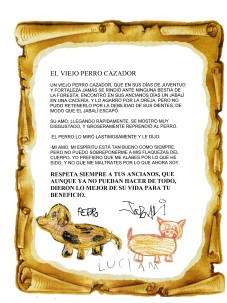 EL VIEJO PERRO CAZADOR
UN VIEJO PERRO CAZADOR, QUE EN SUS DÍAS DE JUVENTUD
Y FORTALEZA JAMÁS SE RINDIÓ ANTE NINGUNA BESTIA DE
LA FORESTA, ENCONTRÓ EN SUS ANCIANOS DÍAS UN JABALÍ
EN UNA CACERÍA. Y LO AGARRÓ POR LA OREJA, PERO NO
PUDO RETENERLO POR LA DEBILIDAD DE SUS DIENTES, DE
MODO QUE EL JABALÍ ESCAPÓ.
SU AMO, LLEGANDO RÁPIDAMENTE, SE MOSTRÓ MUY
DISGUSTADO, Y GROSERAMENTE REPRENDIÓ AL PERRO.
EL PERRO LO MIRÓ LASTIMOSAMENTE Y LE DIJO:
-MI AMO, MI ESPÍRITU ESTÁ TAN BUENO COMO SIEMPRE,
PERO NO PUEDO SOBREPONERME A MIS FLAQUEZAS DEL
CUERPO. YO PREFIERO QUE ME ALABES POR LO QUE HE
SIDO, Y NO QUE ME MALTRATES POR LO QUE AHORA SOY.
RESPETA SIEMPRE A TUS ANCIANOS, QUE
AUNQUE YA NO PUEDAN HACER DE TODO,
DIERON LO MEJOR DE SU VIDA PARA TU
BENEFICIO.
PERRO
LUCIAN